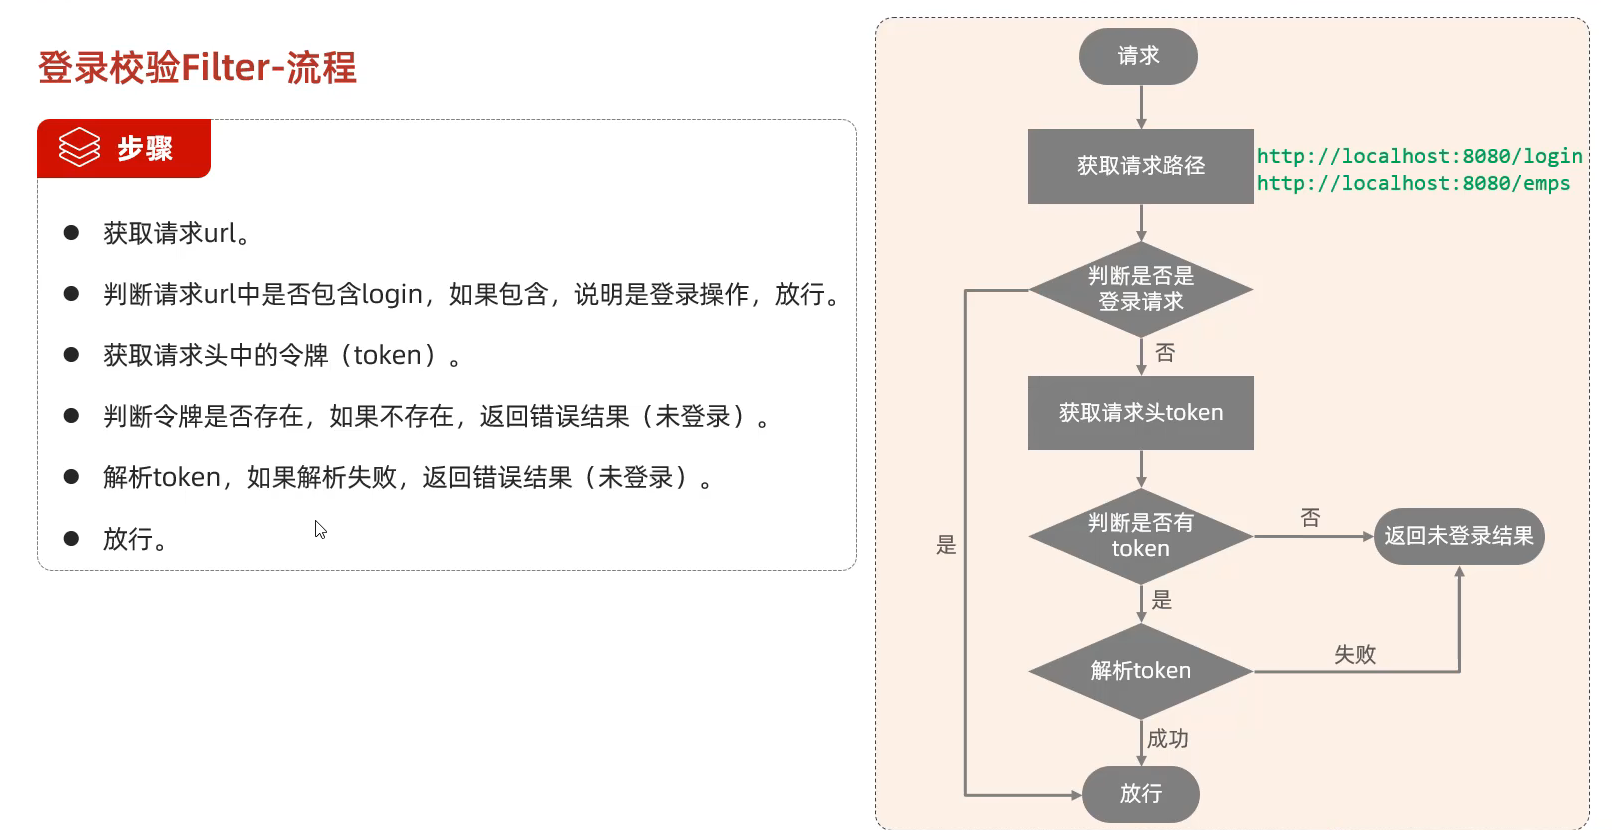 登录校验Filter-流程
步骤
获取请求url。
判断请求url中是否包含login，如果包含，说明是登录操作，放行。
获取请求头中的令牌（token）。
判断令牌是否存在，如果不存在，返回错误结果（未登录）。
解析token，如果解析失败，返回错误结果（未登录）。
放行。
请求
获取请求路径
http://localhost:8080/login
http://localhost:8080/emps
判断是否是
登录请求
否
获取请求头token
判断是否有
token
否
返回未登录结果
是
是
解析token
失败
成功
放行